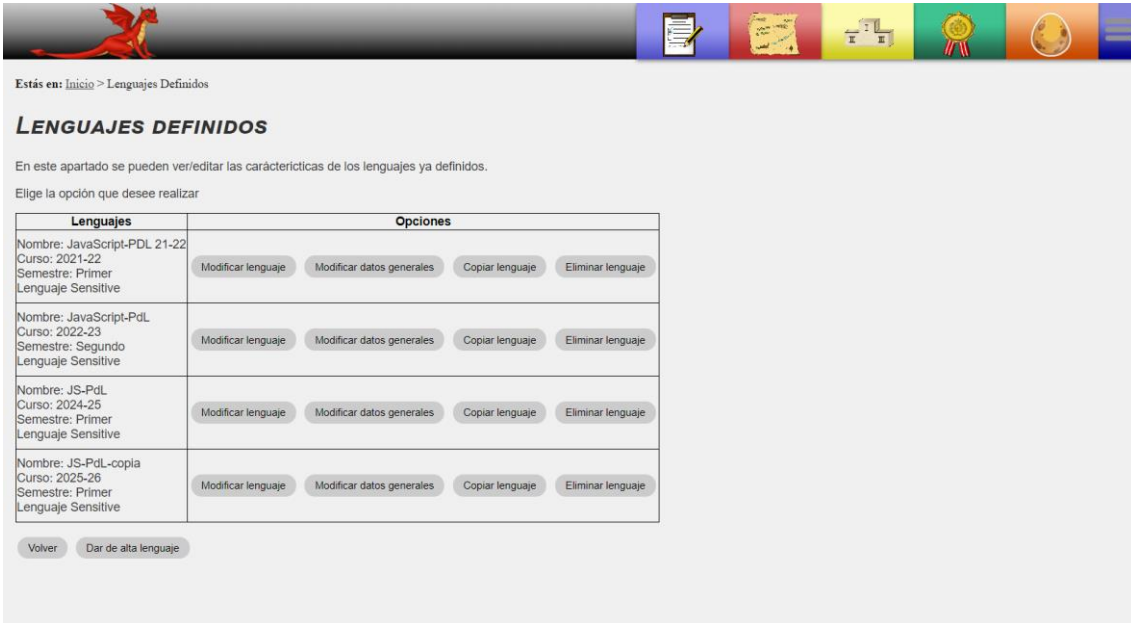 Estás en: Inicio > Lenguajes Definidos
LENGUAJES DEFINIDOS
En este apartado se pueden ver/editar las carácterícticas de los lenguajes ya definidos.
Elige la opción que desee realizar
Lenguajes Opciones
Nombre: JavaScript-PDL 21-22
Curso: 2021-22
Semestre: Primer
Lenguaje Sensitive
Modificar lenguaje Modificar datos generales Copiar lenguaje Eliminar lenguaje
Nombre: JavaScript-PdL
Curso: 2022-23
Semestre: Segundo
Lenguaje Sensitive
Modificar lenguaje Modificar datos generales Copiar lenguaje Eliminar lenguaje
Nombre: JS-PdL
Curso: 2024-25
Semestre: Primer
Lenguaje Sensitive
Modificar lenguaje Modificar datos generales Copiar lenguaje Eliminar lenguaje
Nombre: JS-PdL-copia
Curso: 2025-26
Semestre: Primer
Lenguaje Sensitive
Modificar lenguaje Modificar datos generales Copiar lenguaje Eliminar lenguaje
Volver Dar de alta lenguaje